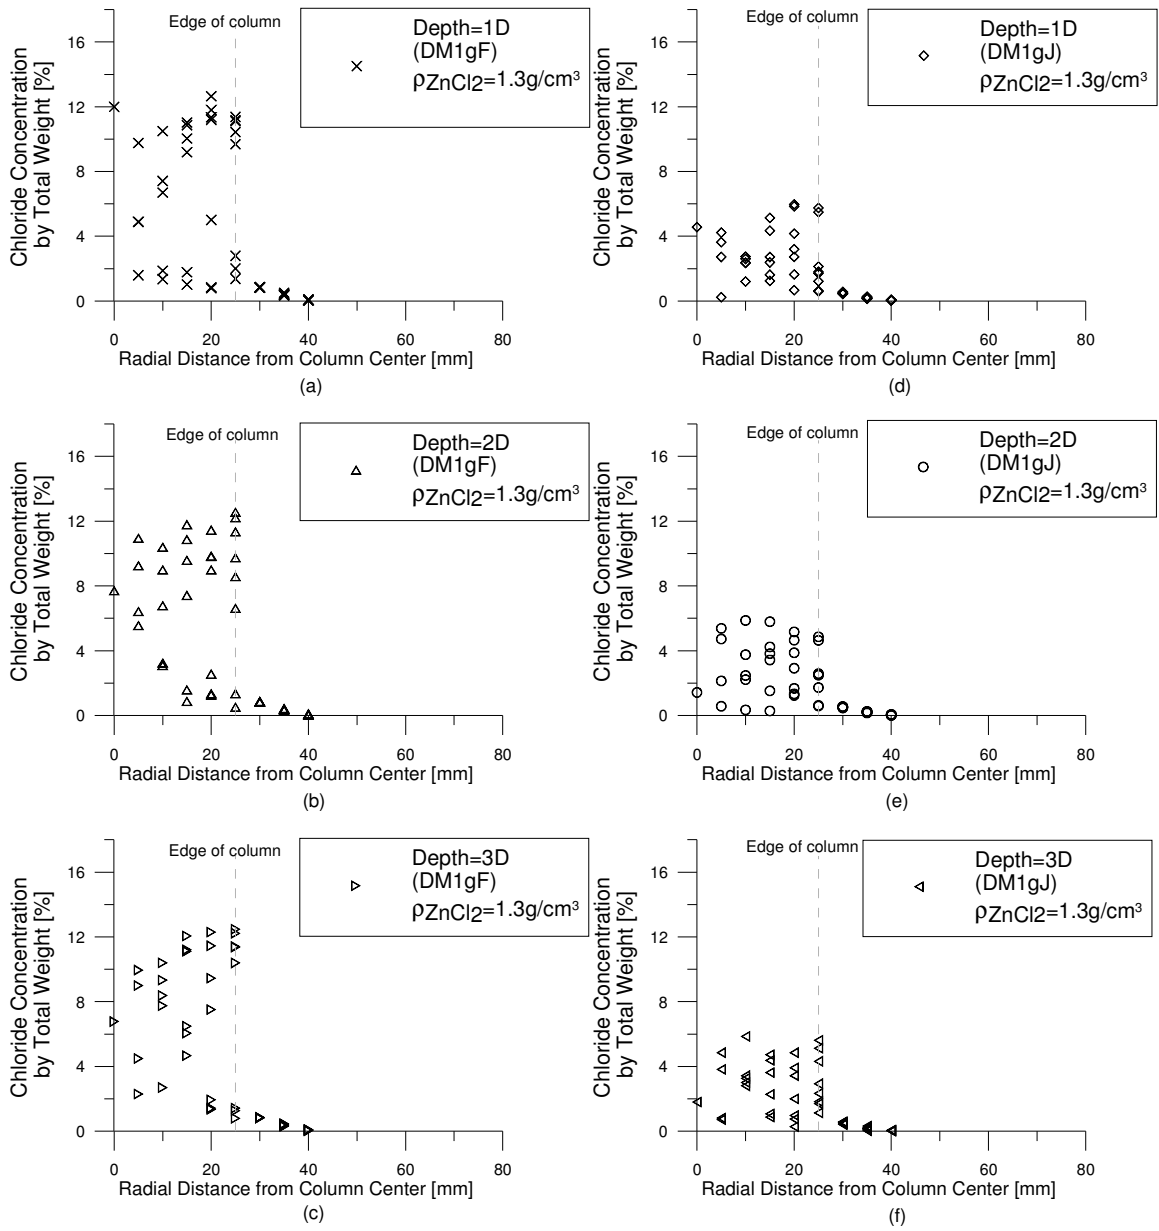 Edge of column
Depth=1D
(DM1gF)
ρZnCl2=1.3g/cm³
Chloride Concentration
by Total Weight [%]
16
12
8
4
0
0 20 40 60 80
Radial Distance from Column Center [mm]
(a)
Edge of column
Depth=1D
(DM1gJ)
ρZnCl2=1.3g/cm³
Chloride Concentration
by Total Weight [%]
16
12
8
4
0
0 20 40 60 80
Radial Distance from Column Center [mm]
(d)
Edge of column
Depth=2D
(DM1gF)
ρZnCl2=1.3g/cm³
Chloride Concentration
by Total Weight [%]
16
12
8
4
0
0 20 40 60 80
Radial Distance from Column Center [mm]
(b)
Edge of column
Depth=2D
(DM1gJ)
ρZnCl2=1.3g/cm³
Chloride Concentration
by Total Weight [%]
16
12
8
4
0
0 20 40 60 80
Radial Distance from Column Center [mm]
(e)
Edge of column
Depth=3D
(DM1gF)
ρZnCl2=1.3g/cm³
Chloride Concentration
by Total Weight [%]
16
12
8
4
0
0 20 40 60 80
Radial Distance from Column Center [mm]
(c)
Edge of column
Depth=3D
(DM1gJ)
ρZnCl2=1.3g/cm³
Chloride Concentration
by Total Weight [%]
16
12
8
4
0
0 20 40 60 80
Radial Distance from Column Center [mm]
(f)